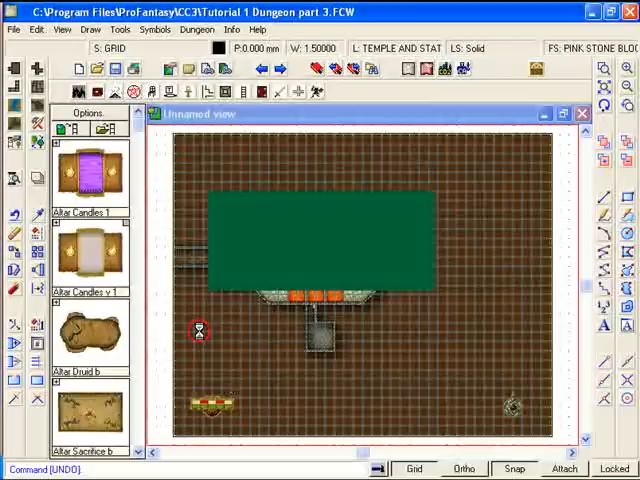 C:\Program Files\ProFantasy\CC3\Tutorial 1 Dungeon part 3.FCW
File Edit View Draw Tools Symbols Dungeon Info Help
S: GRID P:0.000 mm W: 1.50000 L: TEMPLE AND STAT LS: Solid FS: PINK STONE BLO
Options.
Unnamed view
Altar Candles 1
Altar Candles v 1
Altar Druid b
Altar Sacrifice b
Command [UNDO]: Grid Ortho Snap Attach Locked